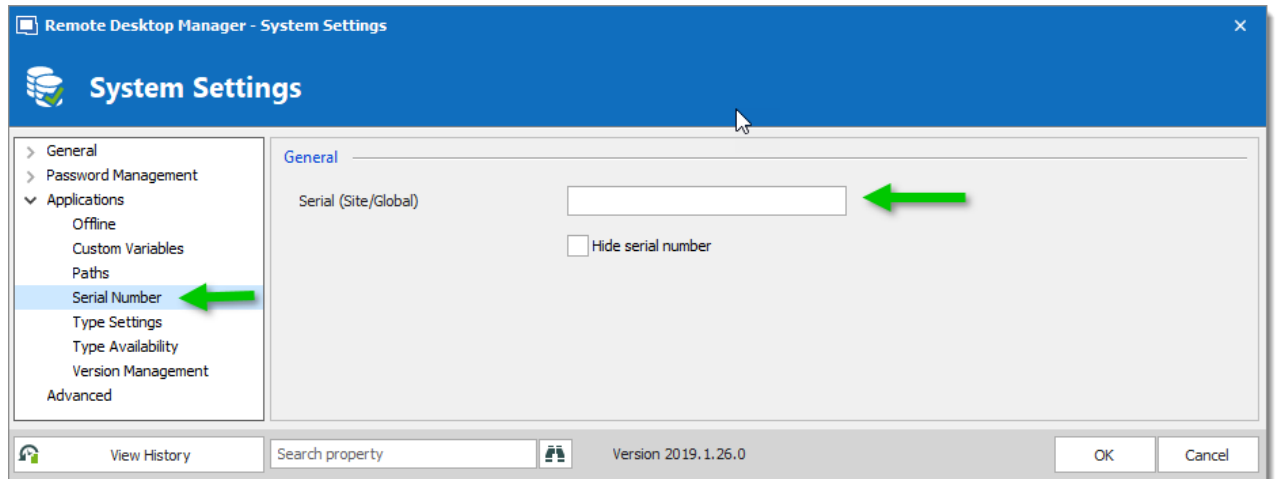 Remote Desktop Manager - System Settings
System Settings
General
Password Management
Applications
Offline
Custom Variables
Paths
Serial Number
Type Settings
Type Availability
Version Management
Advanced
General
Serial (Site/Global)
Hide serial number
View History
Search property
Version 2019.1.26.0
OK
Cancel